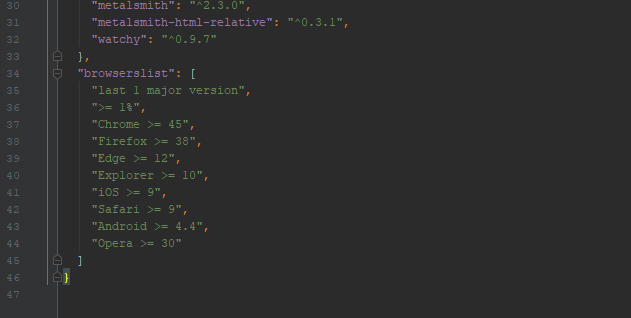 30 "metalsmith": "^2.3.0",
31 "metalsmith-html-relative": "^0.3.1",
32 "watchy": "^0.9.7"
33 },
34 "browserslist": [
35 "last 1 major version",
36 ">= 1%",
37 "Chrome >= 45",
38 "Firefox >= 38",
39 "Edge >= 12",
40 "Explorer >= 10",
41 "iOS >= 9",
42 "Safari >= 9",
43 "Android >= 4.4",
44 "Opera >= 30"
45 ]
46 }
47